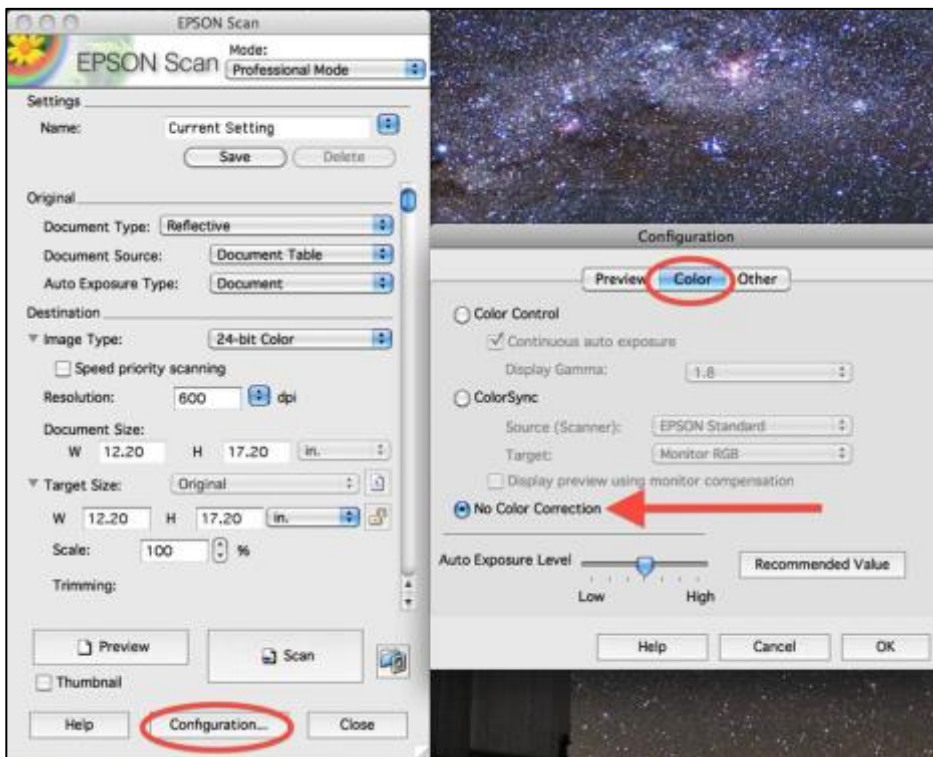 EPSON Scan
EPSON Scan
Mode:
Professional Mode
Settings
Name: Current Setting
Save Delete
Original
Document Type: Reflective
Document Source: Document Table
Auto Exposure Type: Document
Destination
Image Type: 24-bit Color
Speed priority scanning
Resolution: 600 dpi
Document Size:
W 12.20 H 17.20 in.
Target Size: Original
W 12.20 H 17.20 in.
Scale: 100 %
Trimming:
Preview
Scan
Thumbnail
Help Configuration... Close
Configuration
Preview Color Other
Color Control
Continuous auto exposure
Display Gamma: 1.8
ColorSync
Source (Scanner): EPSON Standard
Target: Monitor RGB
Display preview using monitor compensation
No Color Correction
Auto Exposure Level
Recommended Value
Low High
Help Cancel OK